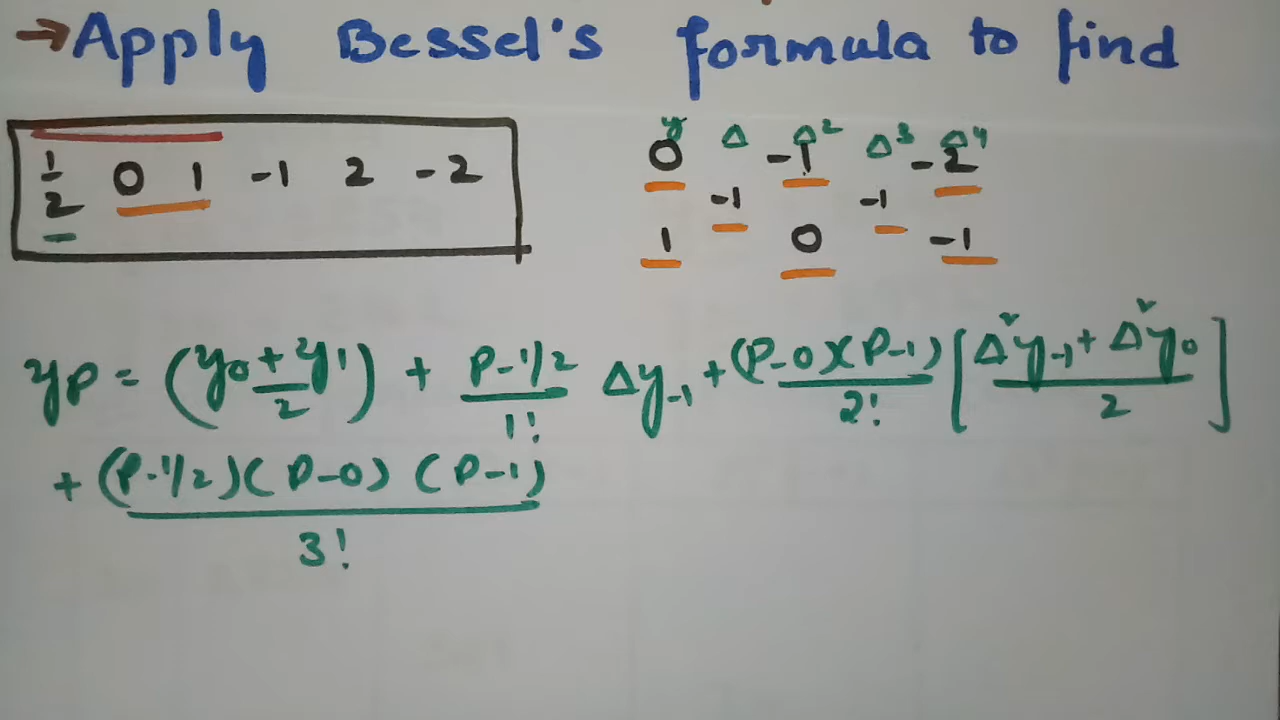 →Apply Bessel's formula to find
1/2 0 1 -1 2 -2
y Δ Δ² Δ³ Δ⁴
0 -1 -2
-1 -1
1 0 -1
yp = (y₀+y₁/2) + P-1/2/1! Δy₋₁ + (P-0)(P-1)/2! [Δ²y₋₁ + Δ²y₀/2]
+ (P-1/2)(P-0)(P-1)/3!